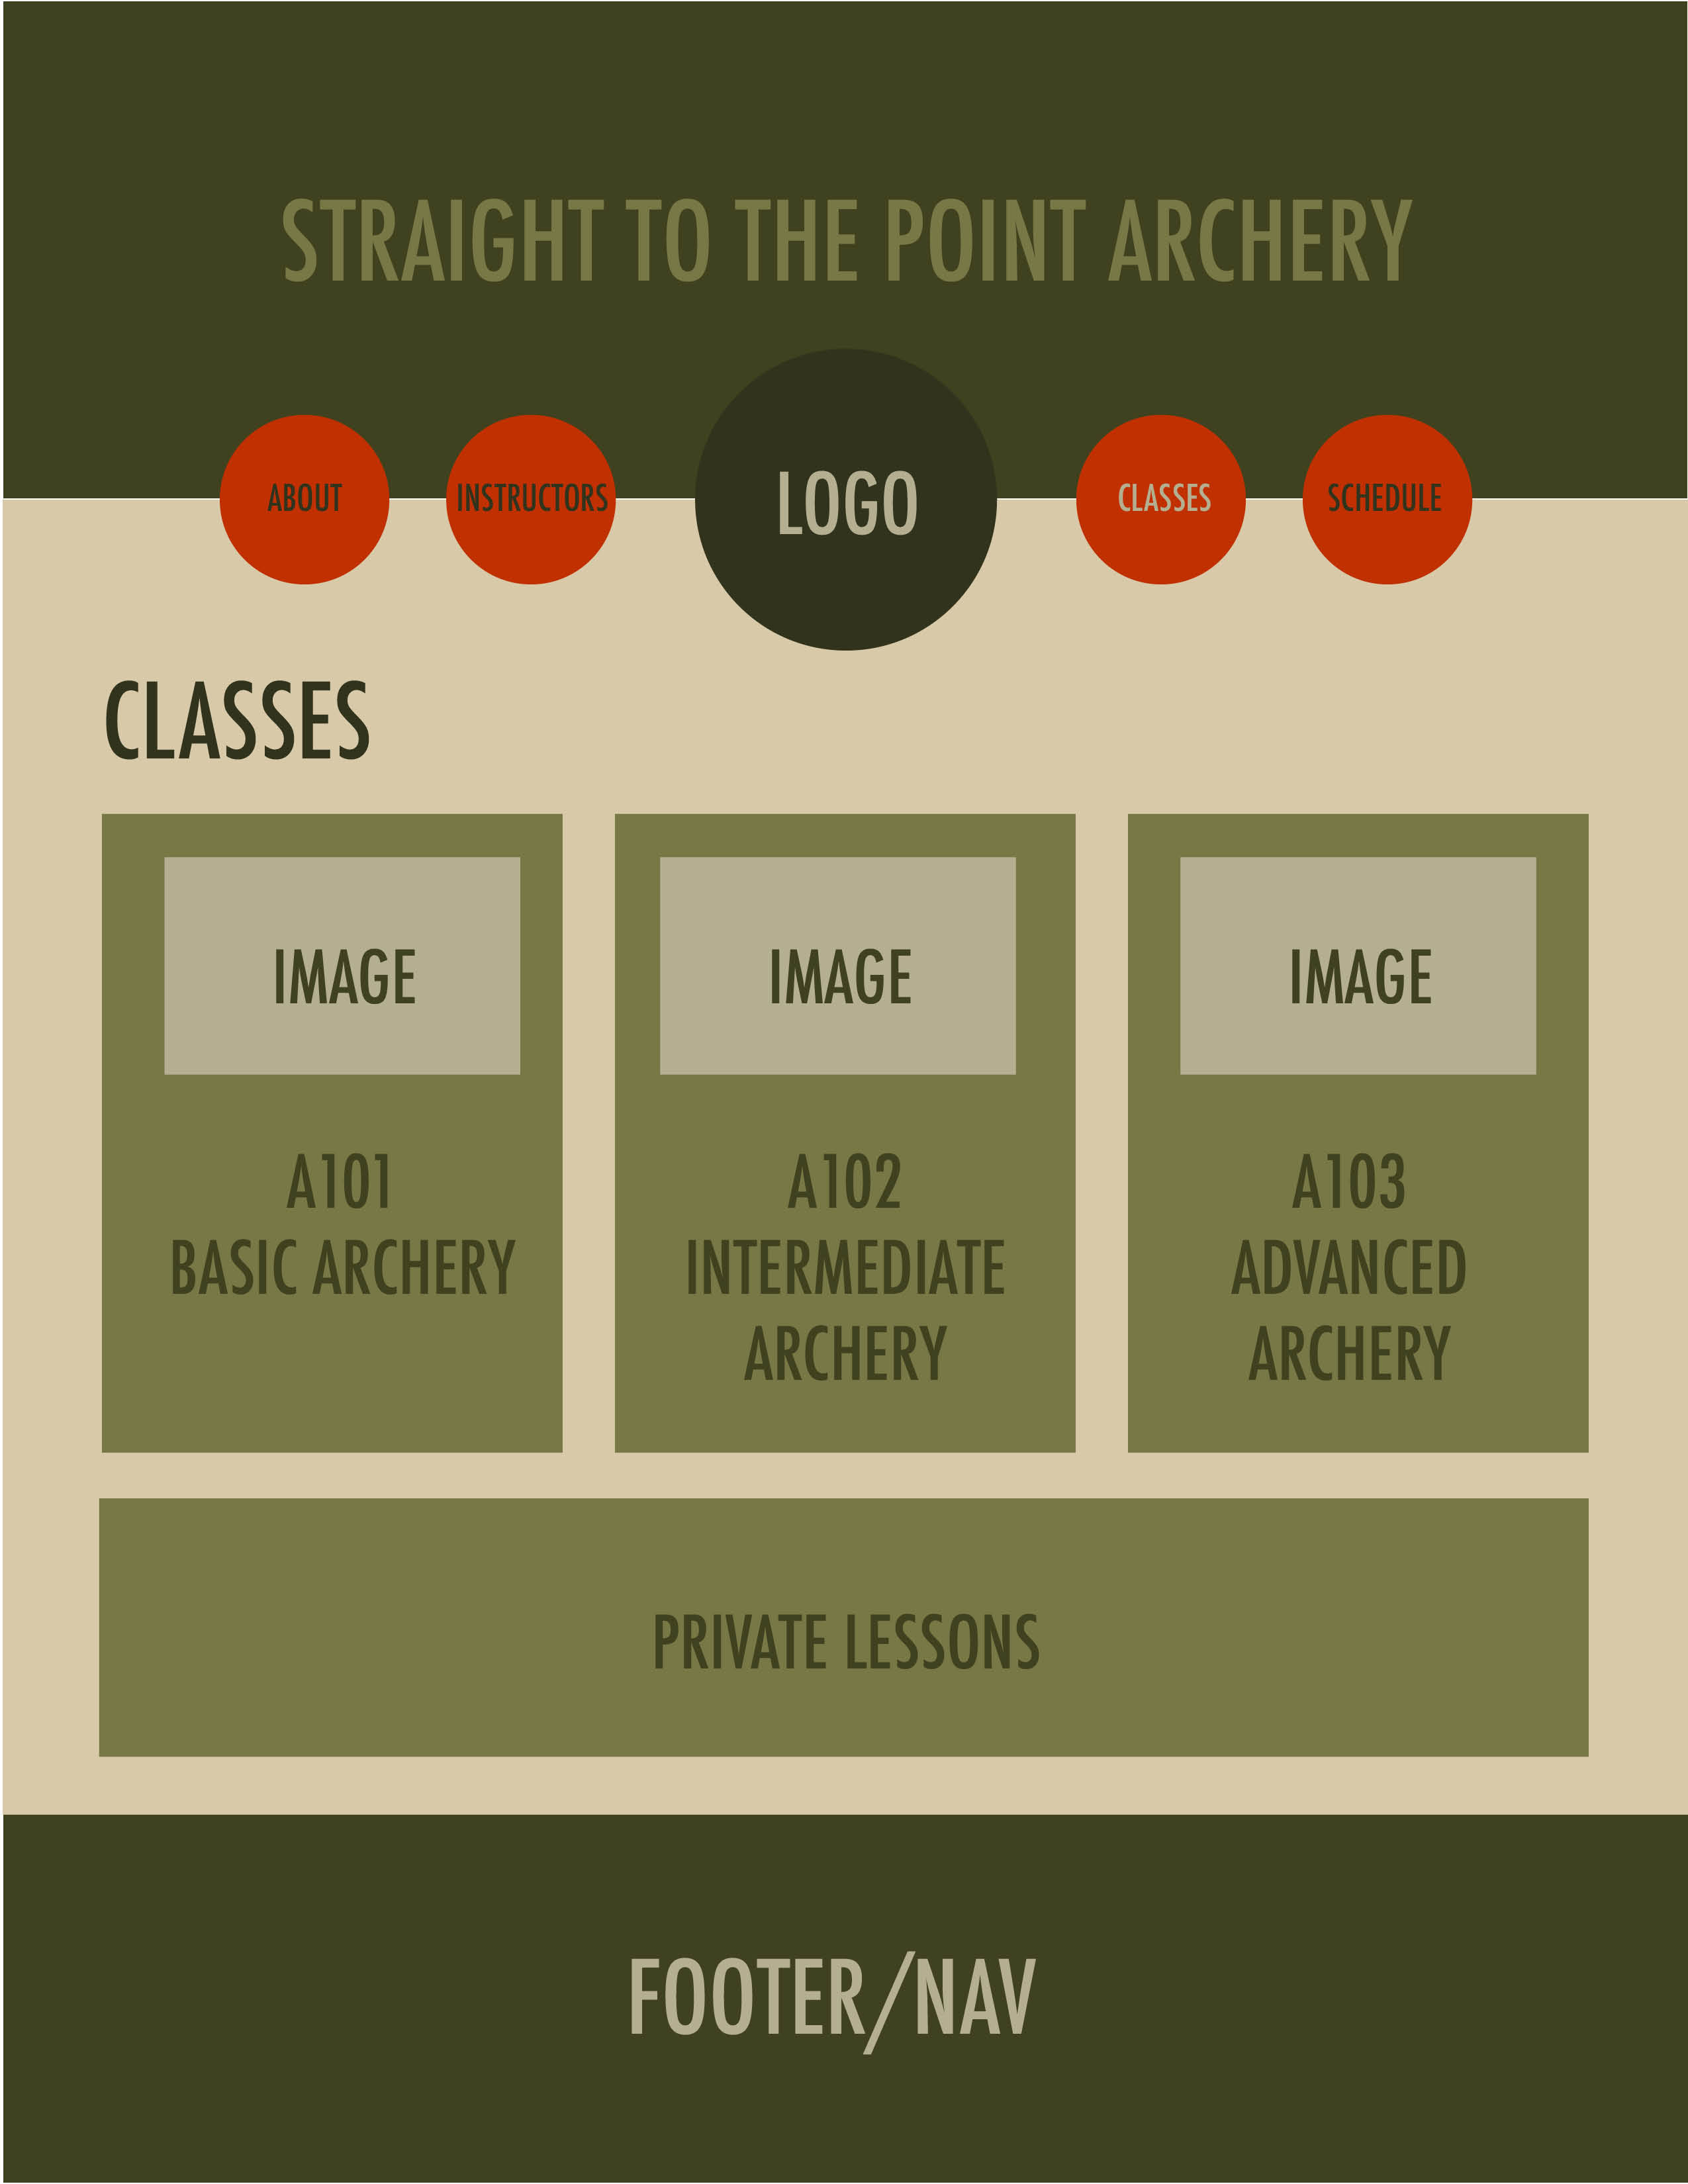 STRAIGHT TO THE POINT ARCHERY
ABOUT
INSTRUCTORS
LOGO
CLASSES
SCHEDULE
CLASSES
IMAGE
A101
BASIC ARCHERY
IMAGE
A102
INTERMEDIATE
ARCHERY
IMAGE
A103
ADVANCED
ARCHERY
PRIVATE LESSONS
FOOTER/NAV